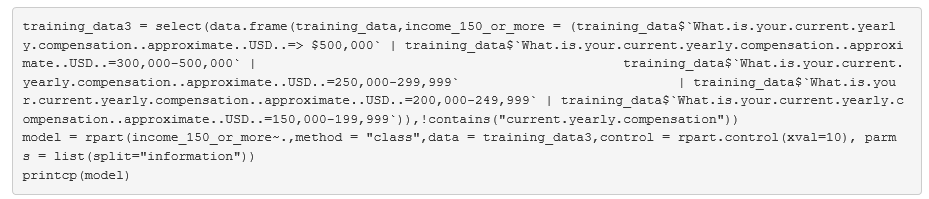 training_data3 = select(data.frame(training_data,income_150_or_more = (training_data$`What.is.your.current.yearl
y.compensation..approximate..USD..=> $500,000` | training_data$`What.is.your.current.yearly.compensation..approxi
mate..USD..=300,000-500,000` | training_data$`What.is.your.current.
yearly.compensation..approximate..USD..=250,000-299,999` | training_data$`What.is.you
r.current.yearly.compensation..approximate..USD..=200,000-249,999` | training_data$`What.is.your.current.yearly.c
ompensation..approximate..USD..=150,000-199,999`)),!contains("current.yearly.compensation"))
model = rpart(income_150_or_more~.,method = "class",data = training_data3,control = rpart.control(xval=10), parm
s = list(split="information"))
printcp(model)